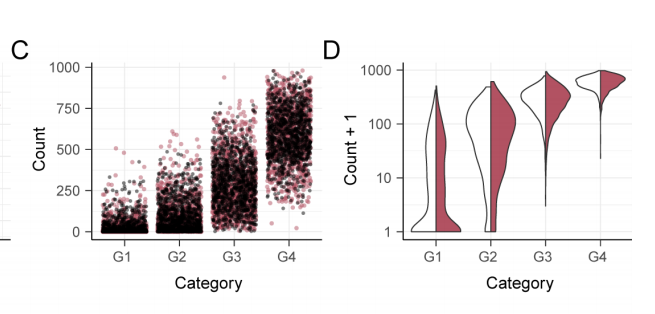 C
Count
1000
750
500
250
0
G1 G2 G3 G4
Category
D
Count + 1
1000
100
10
1
G1 G2 G3 G4
Category